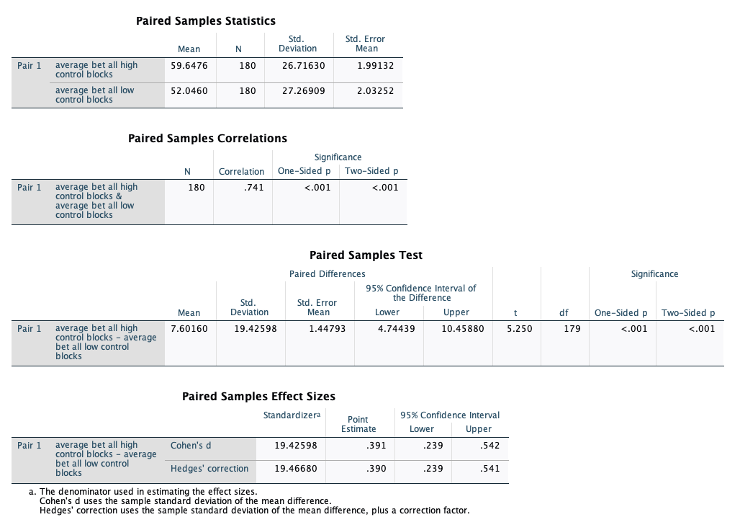 Paired Samples Statistics
Mean N Std. Deviation Std. Error Mean
Pair 1 average bet all high control blocks 59.6476 180 26.71630 1.99132
average bet all low control blocks 52.0460 180 27.26909 2.03252
Paired Samples Correlations
Significance
N Correlation One-Sided p Two-Sided p
Pair 1 average bet all high control blocks & average bet all low control blocks 180 .741 <.001 <.001
Paired Samples Test
Paired Differences Significance
95% Confidence Interval of the Difference
Mean Std. Deviation Std. Error Mean Lower Upper t df One-Sided p Two-Sided p
Pair 1 average bet all high control blocks - average bet all low control blocks 7.60160 19.42598 1.44793 4.74439 10.45880 5.250 179 <.001 <.001
Paired Samples Effect Sizes
Standardizerᵃ Point Estimate 95% Confidence Interval
Lower Upper
Pair 1 average bet all high control blocks - average bet all low control blocks Cohen's d 19.42598 .391 .239 .542
Hedges' correction 19.46680 .390 .239 .541
a. The denominator used in estimating the effect sizes.
Cohen's d uses the sample standard deviation of the mean difference.
Hedges' correction uses the sample standard deviation of the mean difference, plus a correction factor.